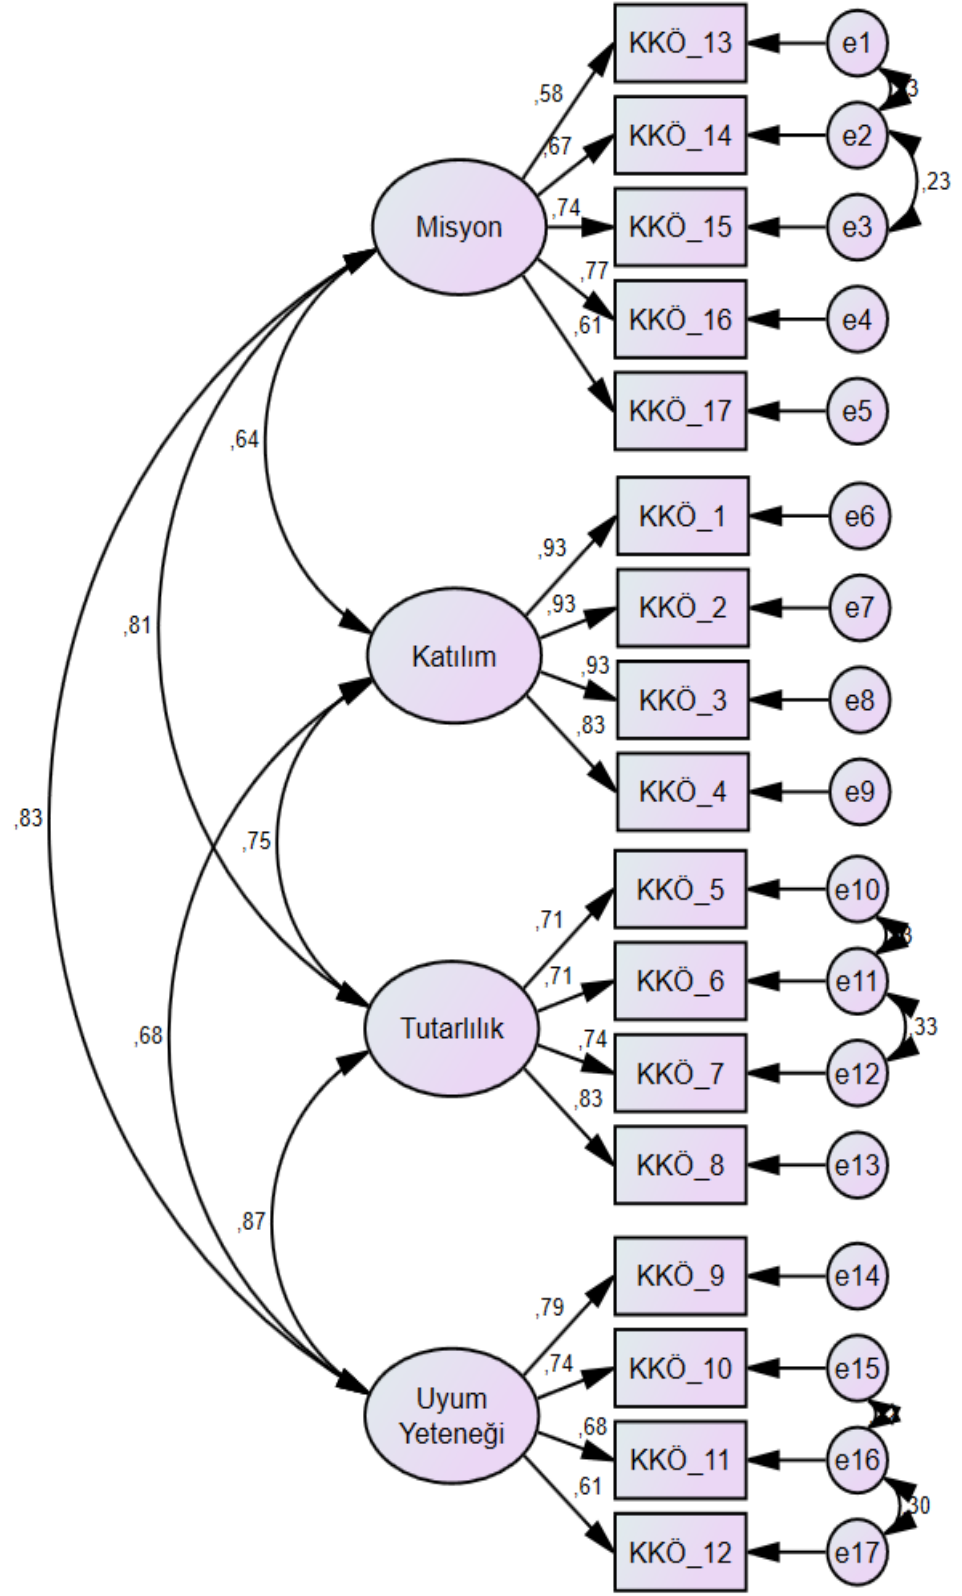 KKÖ_13
e1
,58
KKÖ_14
e2
,67
,23
Misyon
,74
KKÖ_15
e3
,77
KKÖ_16
e4
,61
KKÖ_17
e5
,64
KKÖ_1
e6
,93
KKÖ_2
e7
,93
,81
Katılım
,93
KKÖ_3
e8
,83
KKÖ_4
e9
,83
,75
KKÖ_5
e10
,71
KKÖ_6
e11
,71
,33
Tutarlılık
,74
KKÖ_7
e12
,68
,83
KKÖ_8
e13
,87
KKÖ_9
e14
,79
KKÖ_10
e15
,74
Uyum
Yeteneği
,68
KKÖ_11
e16
,61
,30
KKÖ_12
e17